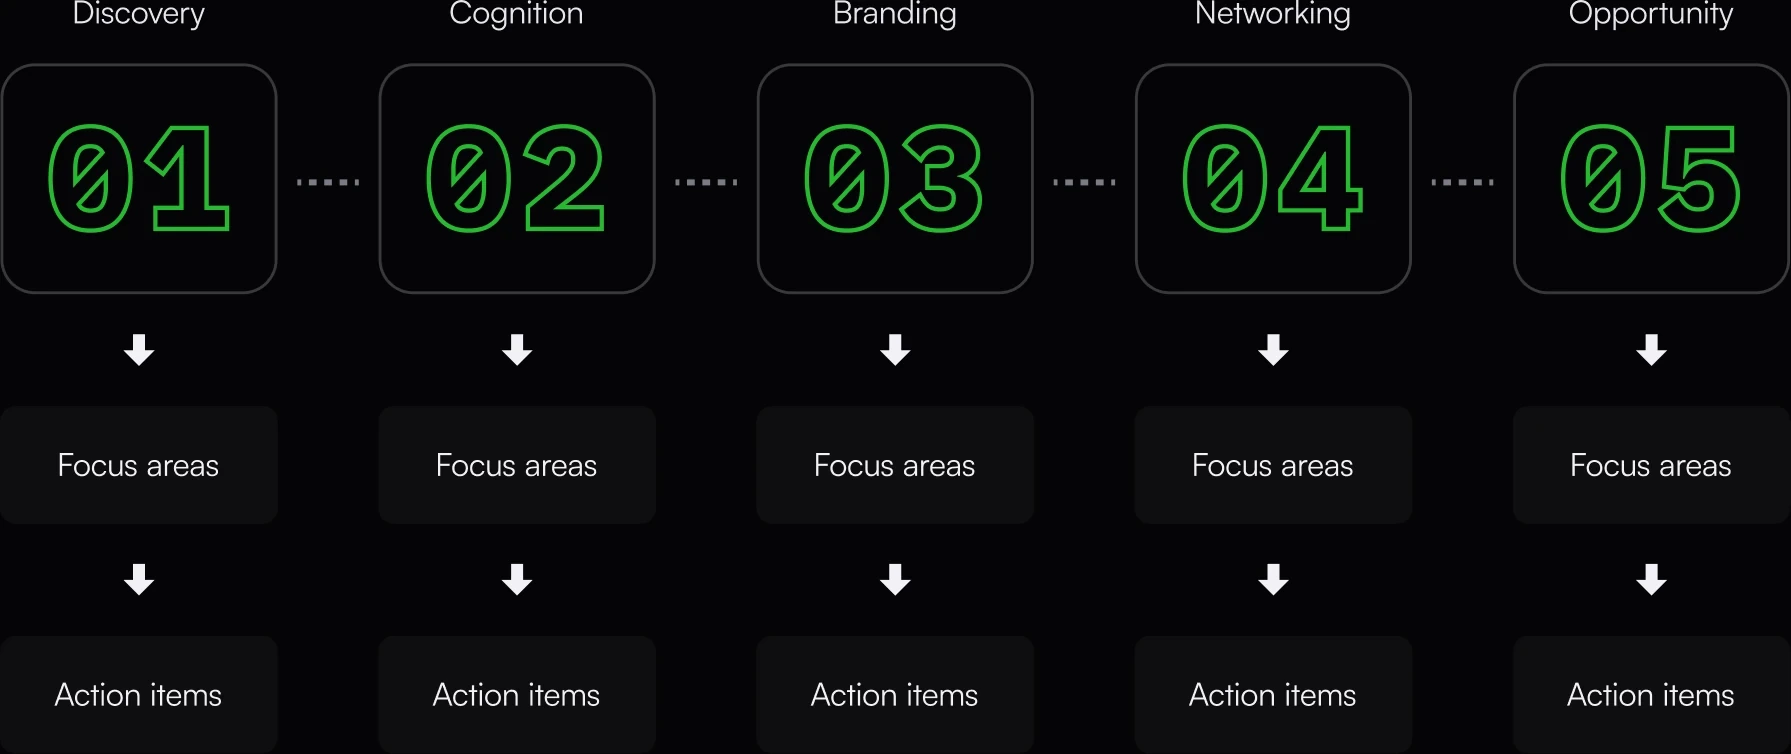 Discovery
Cognition
Branding
Networking
Opportunity
01
02
03
04
05
Focus areas
Focus areas
Focus areas
Focus areas
Focus areas
Action items
Action items
Action items
Action items
Action items